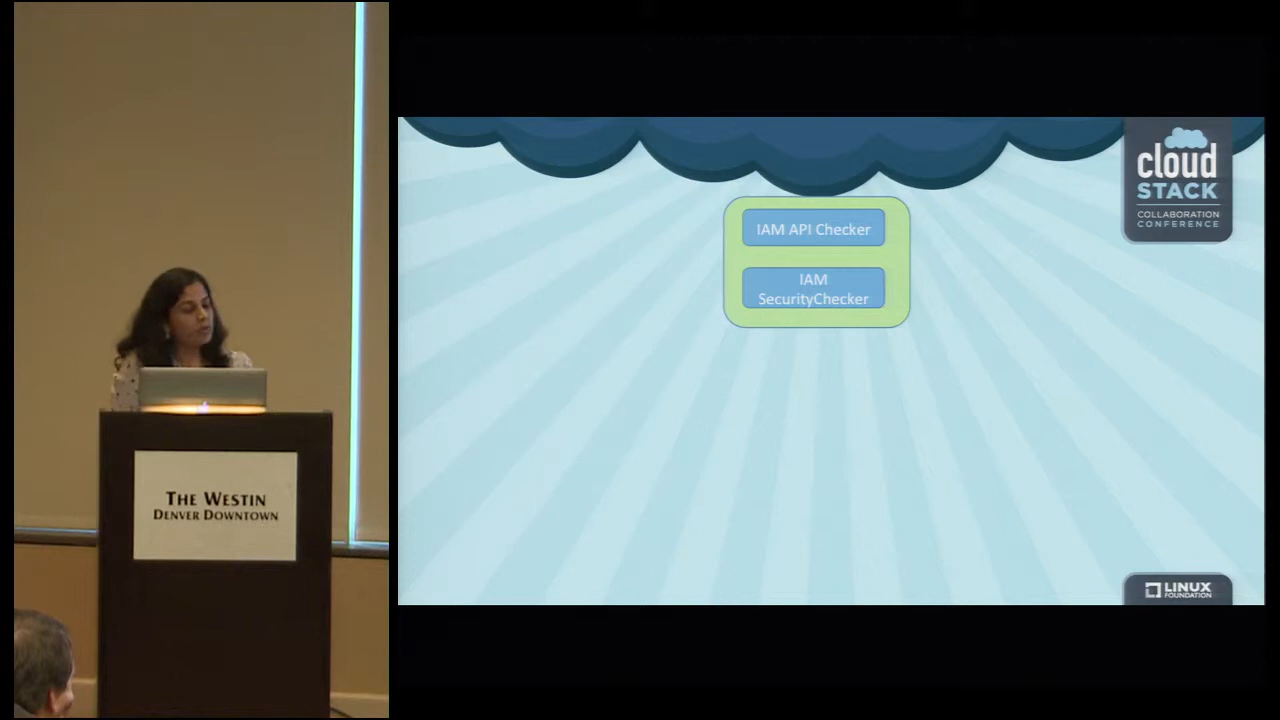 THE WESTIN
DENVER DOWNTOWN
IAM API Checker
IAM
SecurityChecker
cloud
STACK
COLLABORATION
CONFERENCE
LINUX
FOUNDATION